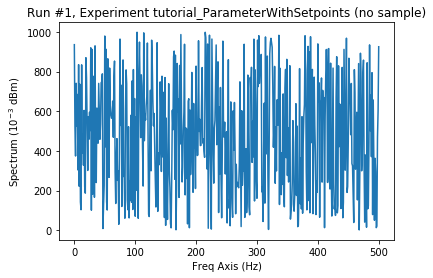 Run #1, Experiment tutorial_ParameterWithSetpoints (no sample)
Spectrum (10⁻³ dBm)
1000
800
600
400
200
0
0 100 200 300 400 500
Freq Axis (Hz)